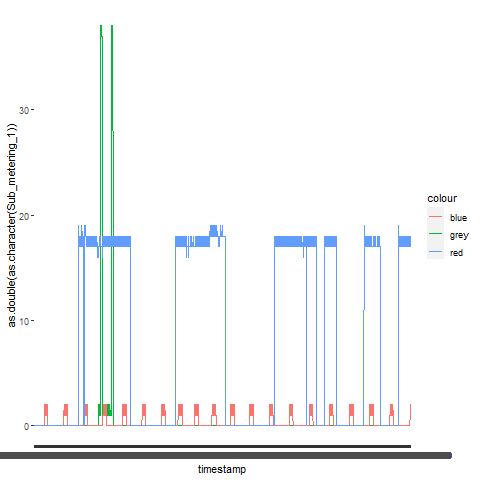 as.double(as.character(Sub_metering_1))
30
20
10
0
timestamp
colour
blue
grey
red